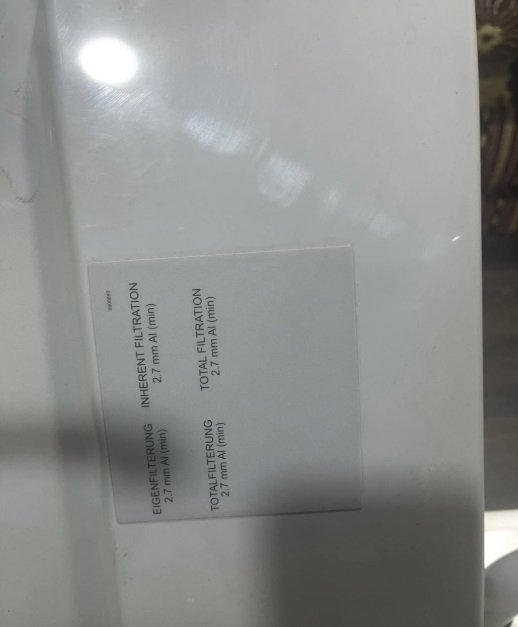 EIGENFILTERUNG INHERENT FILTRATION
2.7 mm Al (min) 2.7 mm Al (min)
TOTALFILTERUNG TOTAL FILTRATION
2.7 mm Al (min) 2.7 mm Al (min)